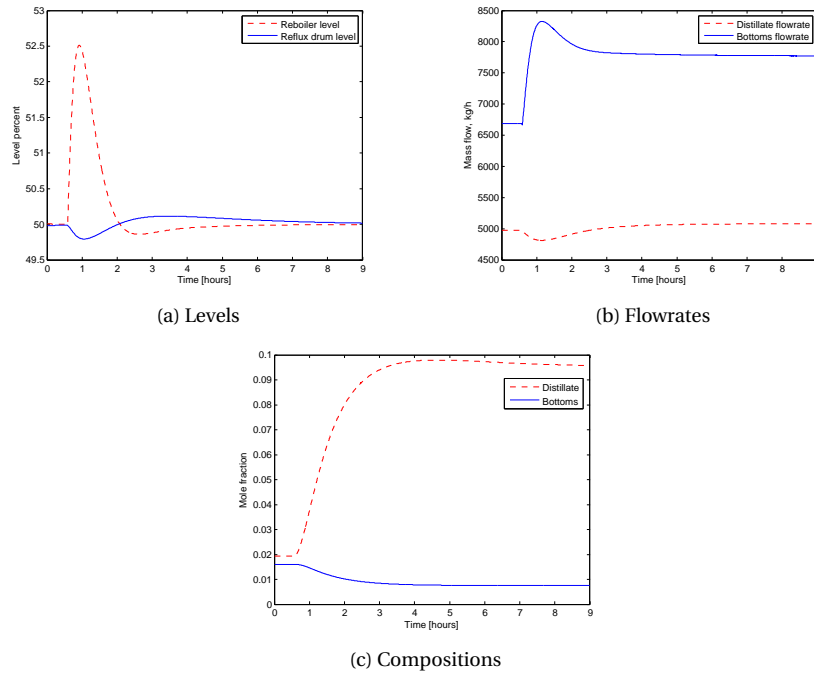 53
52.5
52
51.5
51
50.5
50
49.5
Level percent
0 1 2 3 4 5 6 7 8 9
Time [hours]
Reboiler level
Reflux drum level
(a) Levels
8500
8000
7500
7000
6500
6000
5500
5000
4500
Mass flow, kg/h
0 1 2 3 4 5 6 7 8
Time [hours]
Distillate flowrate
Bottoms flowrate
(b) Flowrates
0.1
0.09
0.08
0.07
0.06
0.05
0.04
0.03
0.02
0.01
0
Mole fraction
0 1 2 3 4 5 6 7 8 9
Time [hours]
Distillate
Bottoms
(c) Compositions